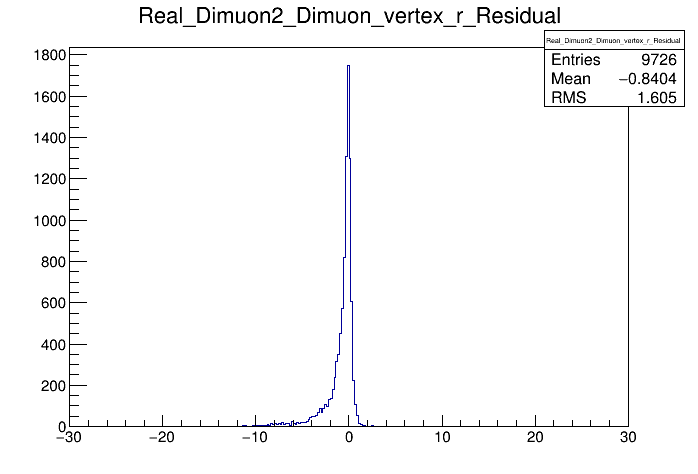 Real_Dimuon2_Dimuon_vertex_r_Residual
Real_Dimuon2_Dimuon_vertex_r_Residual
Entries 9726
Mean −0.8404
RMS 1.605
1800
1600
1400
1200
1000
800
600
400
200
0
−30 −20 −10 0 10 20 30